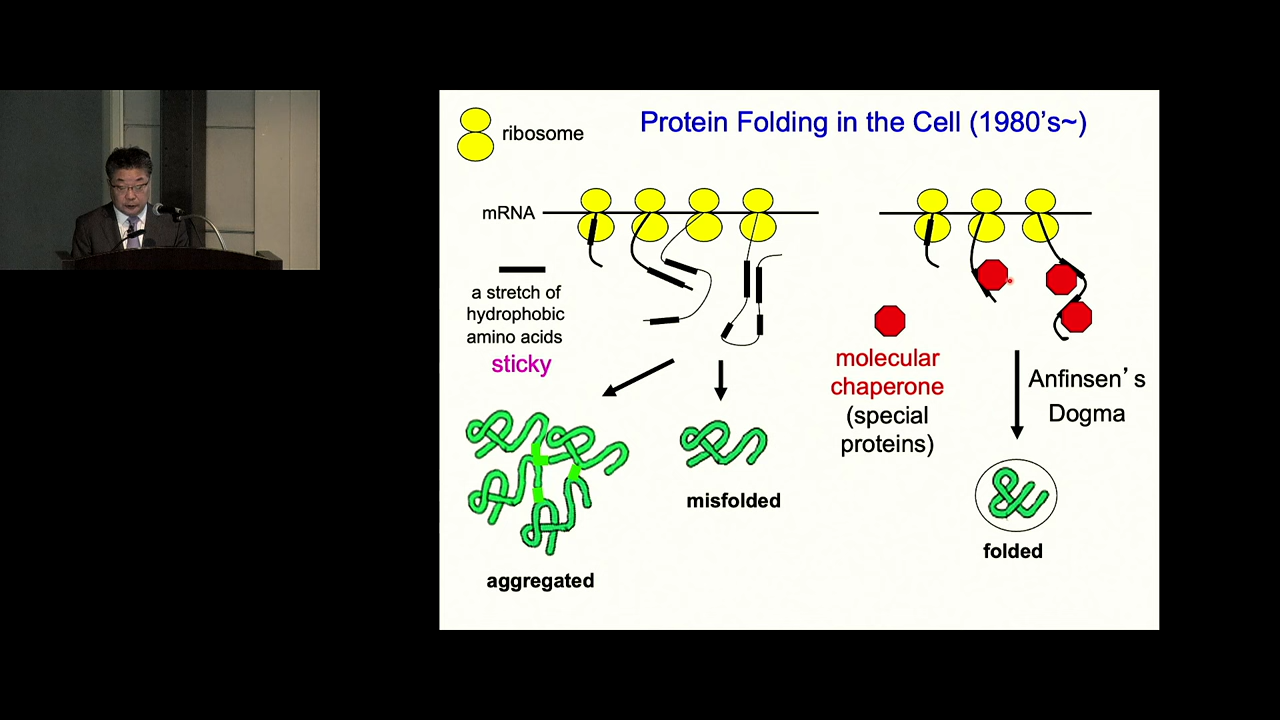 Protein Folding in the Cell (1980’s~)
ribosome
mRNA
a stretch of
hydrophobic
amino acids
sticky
molecular
chaperone
(special
proteins)
Anfinsen’s
Dogma
misfolded
folded
aggregated